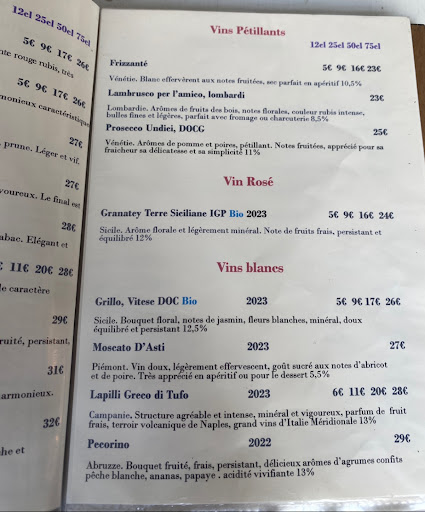 12cl 25cl 50cl 75cl
5€ 9€ 17€ 26€
nte rouge rubis, très
5€ 9€ 17€ 26€
monieux caractéristique
27€
prune. Léger et vif.
27€
voureux. Le final est
28€
abac. Elégant et
€ 11€ 20€ 28€
le caractère
29€
ruité, persistant,
31€
armonieux.
32€
he et
Vins Pétillants
12cl 25cl 50cl 75cl
Frizzanté 5€ 9€ 16€ 23€
Vénétie. Blanc effervèrent aux notes fruitées, sec parfait en apéritif 10,5%
Lambrusco per l'amico, lombardi 23€
Lombardie. Arômes de fruits des bois, notes florales, couleur rubis intense,
bulles fines et légères, parfait avec fromage ou charcuterie 8,5%
Prosecco Undici, DOCG 25€
Vénétie. Arômes de pomme et poires, pétillant. Notes fruitées, apprécié pour sa
fraicheur sa délicatesse et sa simplicité 11%
Vin Rosé
Granatey Terre Siciliane IGP Bio 2023 5€ 9€ 16€ 24€
Sicile. Arôme florale et légèrement minéral. Note de fruits frais, persistant et
équilibré 12%
Vins blancs
Grillo, Vitese DOC Bio 2023 5€ 9€ 17€ 26€
Sicile. Bouquet floral, notes de jasmin, fleurs blanches, minéral, doux
équilibré et persistant 12,5%
Moscato D'Asti 2023 27€
Piémont. Vin doux, légèrement effervescent, goût sucré aux notes d'abricot
et de poire. Très apprécié en apéritif ou pour le dessert 5,5%
Lapilli Greco di Tufo 2023 6€ 11€ 20€ 28€
Campanie. Structure agréable et intense, minéral et vigoureux, parfum de fruit
frais, terroir volcanique de Naples, grand vins d'Italie Méridionale 13%
Pecorino 2022 29€
Abruzze. Bouquet fruité, frais, persistant, délicieux arômes d'agrumes confits
pêche blanche, ananas, papaye . acidité vivifiante 13%